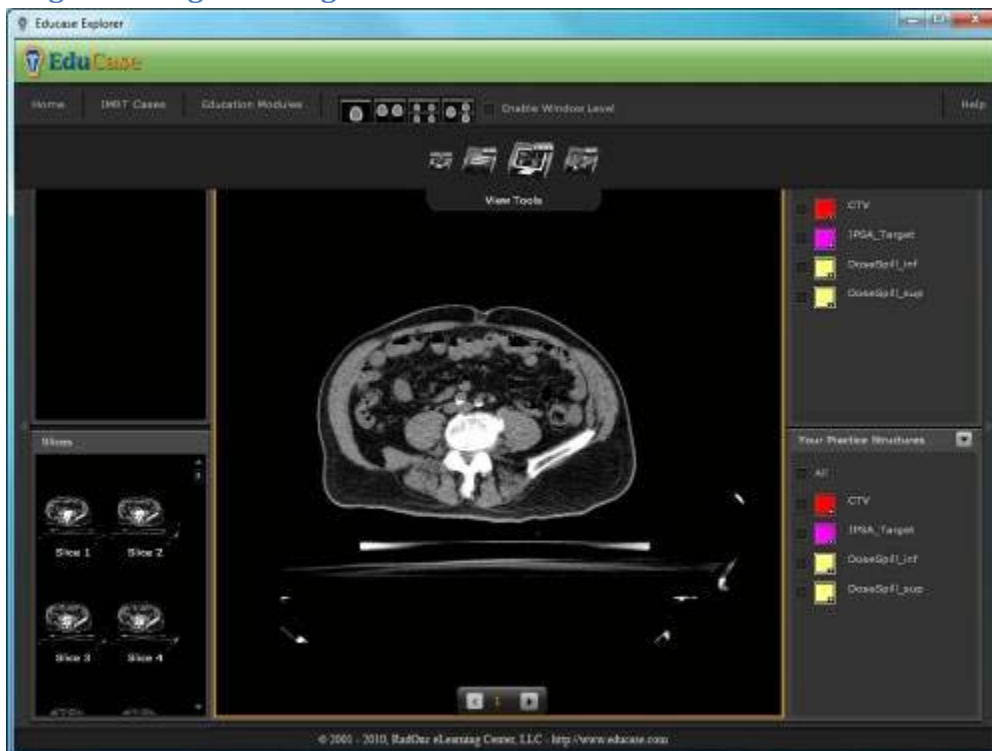 Educase Explorer
EduCase
Home
IMRT Cases
Education Modules
Enable Window Level
Help
View Tools
CTV
IPSA_Target
DoseSpill_inf
DoseSpill_sup
Slices
Slice 1
Slice 2
Slice 3
Slice 4
Your Practice Structures
All
CTV
IPSA_Target
DoseSpill_inf
DoseSpill_sup
1
© 2001 - 2010, RadOnc eLearning Center, LLC - http://www.educase.com